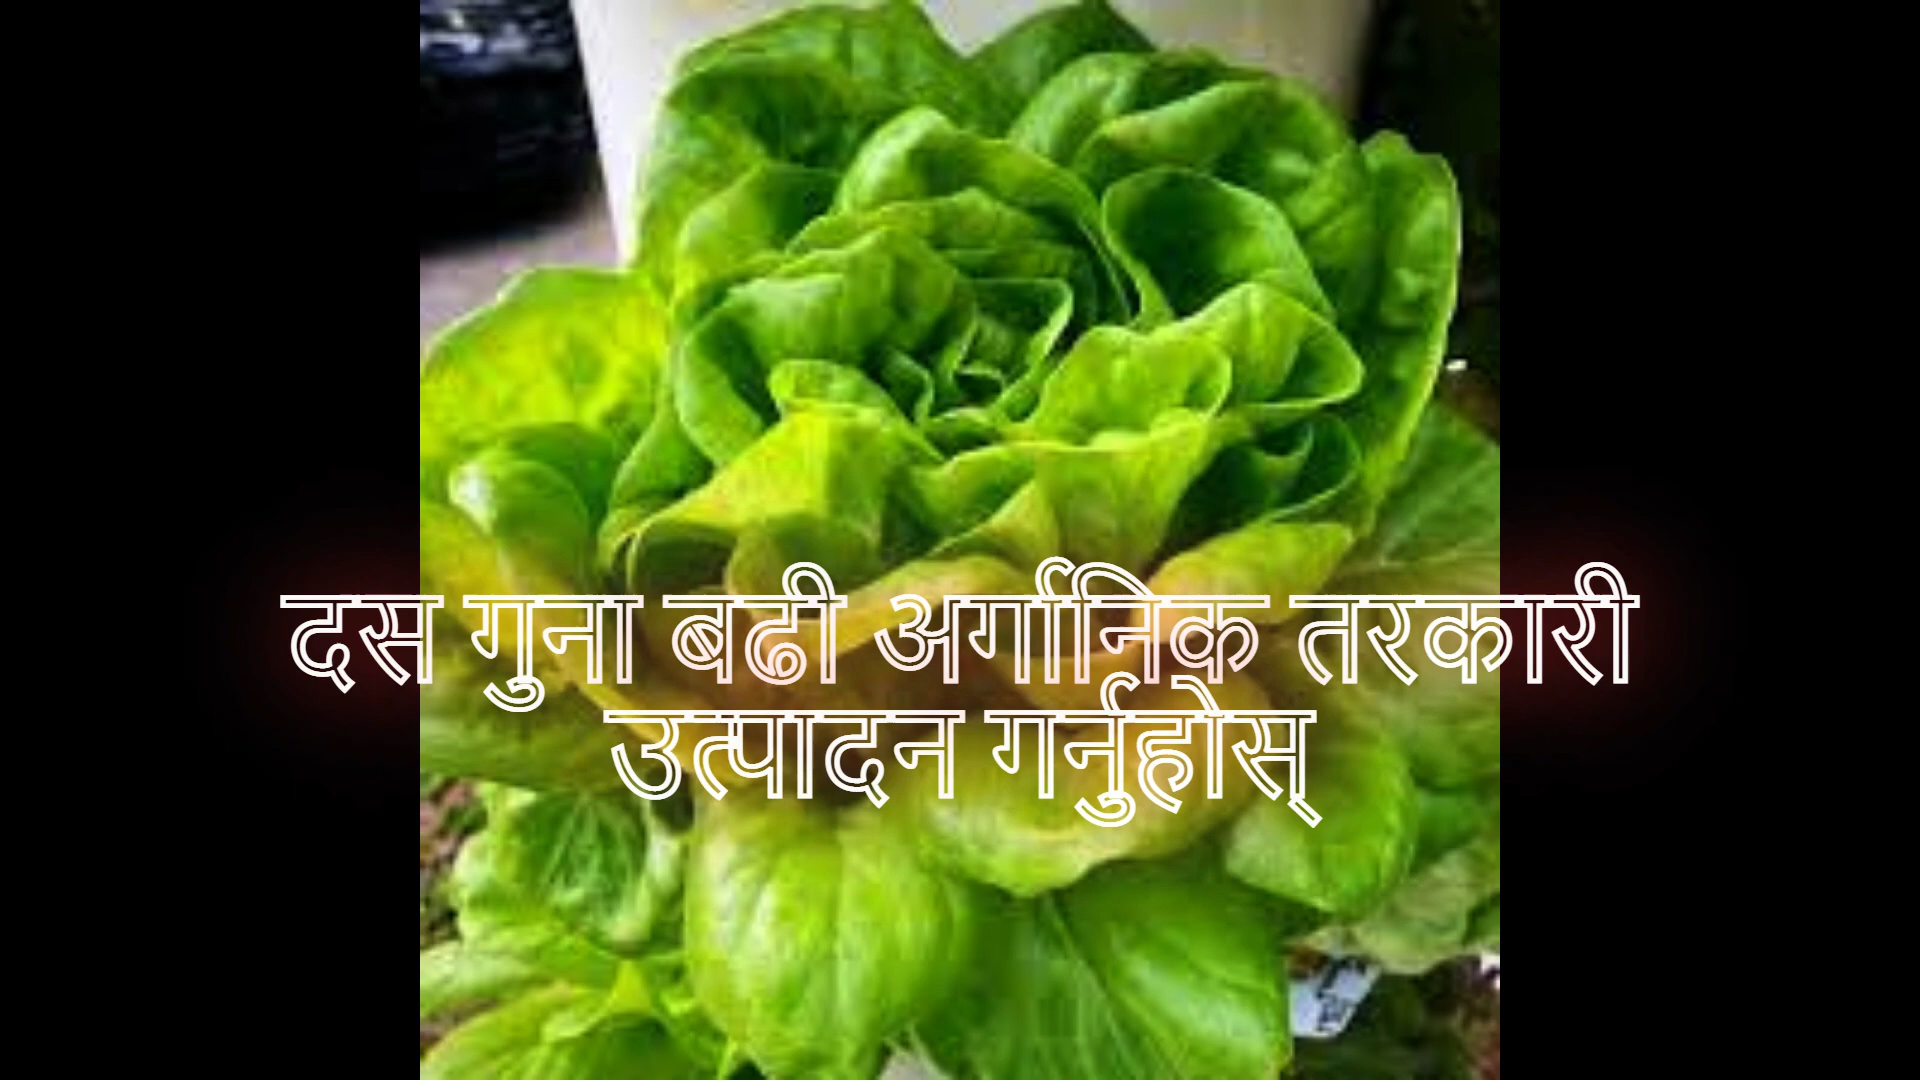 दस गुना बढी अर्गानिक तरकारी
उत्पादन गर्नुहोस्